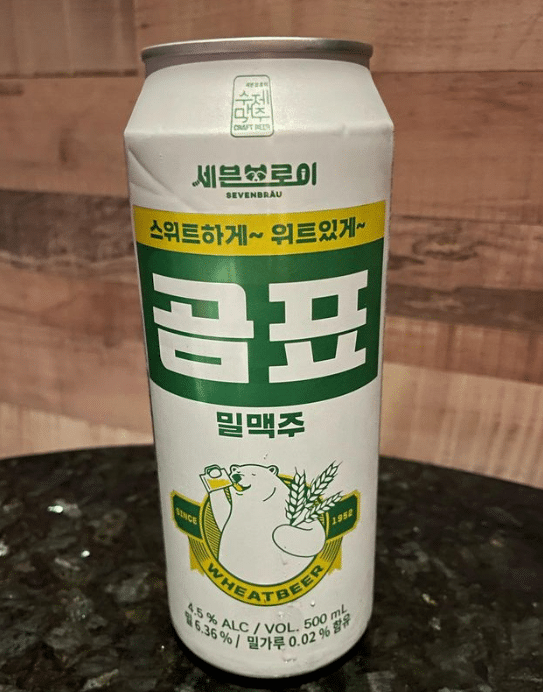 수제
맥주
CRAFT BEER
세븐브로이
SEVENBRÄU
스위트하게~ 위트있게~
곰표
밀맥주
SINCE 1952
WHEATBEER
4.5 % ALC / VOL. 500 mL
밀 6.36 % / 밀가루 0.02 % 함유